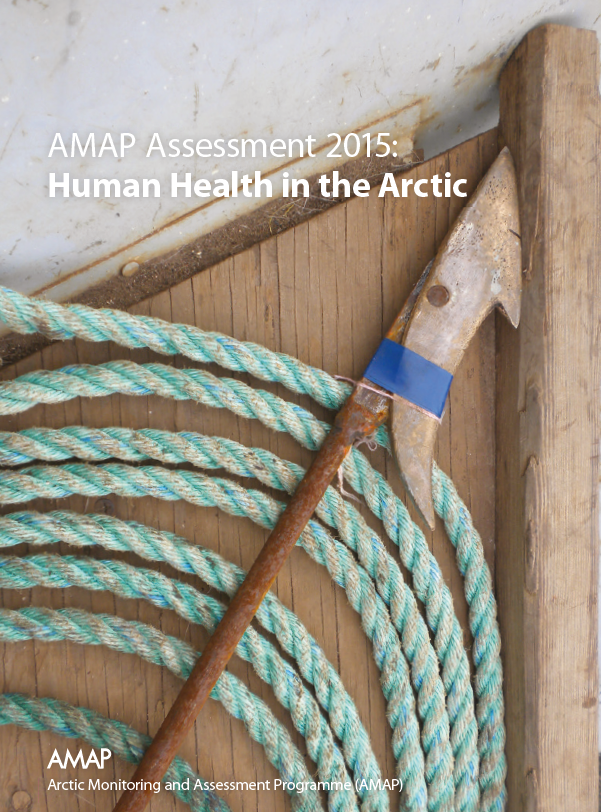 AMAP Assessment 2015:
Human Health in the Arctic
AMAP
Arctic Monitoring and Assessment Programme (AMAP)